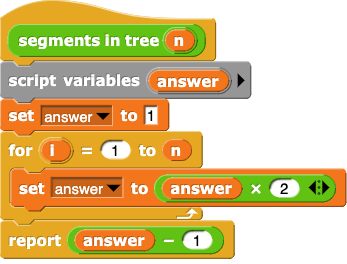 segments in tree n
script variables answer
set answer to 1
for i = 1 to n
set answer to answer × 2
report answer − 1